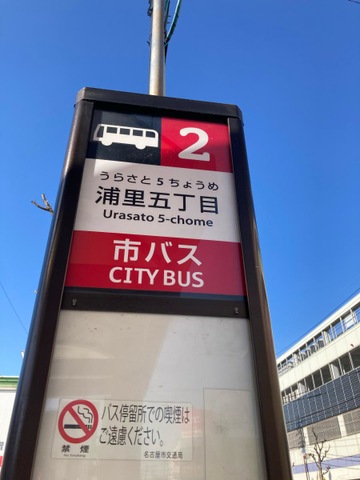 2
うらさと5ちょうめ
浦里五丁目
Urasato 5-chome
市バス
CITY BUS
バス停留所での喫煙は
ご遠慮ください。
禁煙
No Smoking
名古屋市交通局